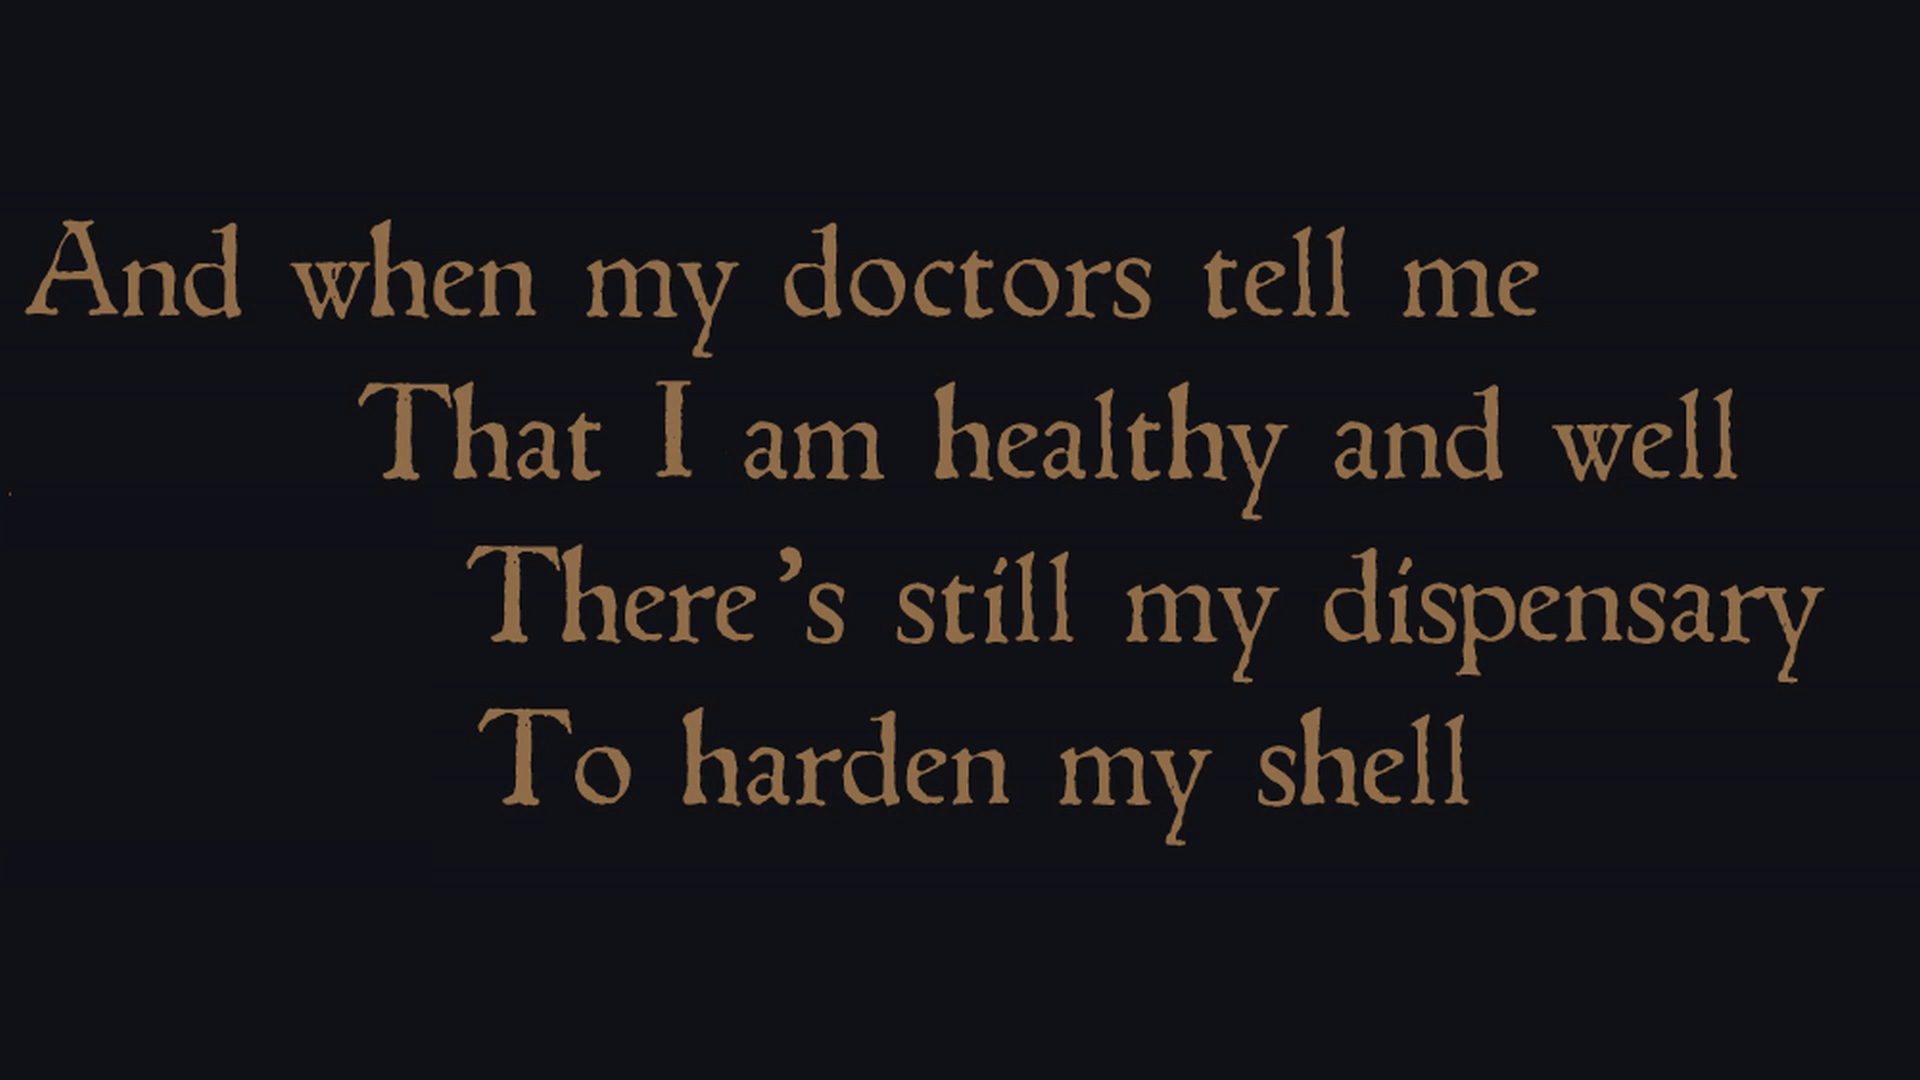 And when my doctors tell me
That I am healthy and well
There’s still my dispensary
To harden my shell